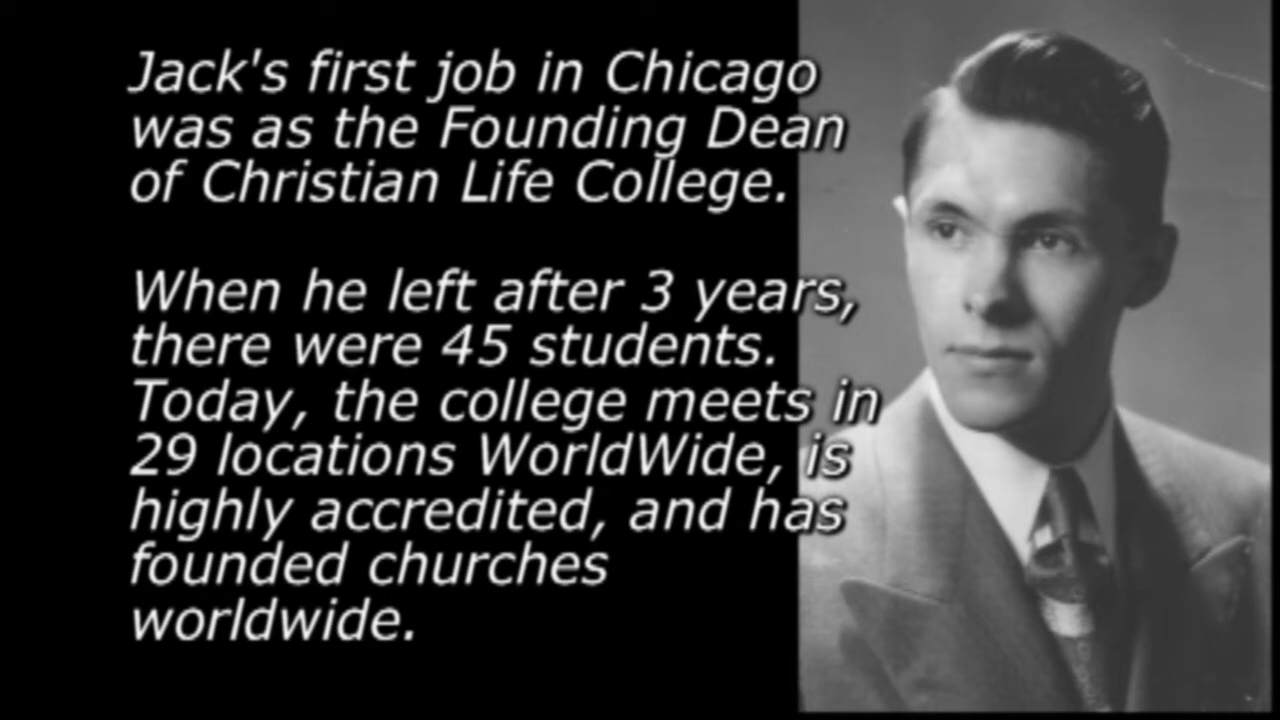 Jack's first job in Chicago
was as the Founding Dean
of Christian Life College.
When he left after 3 years,
there were 45 students.
Today, the college meets in
29 locations WorldWide, is
highly accredited, and has
founded churches
worldwide.